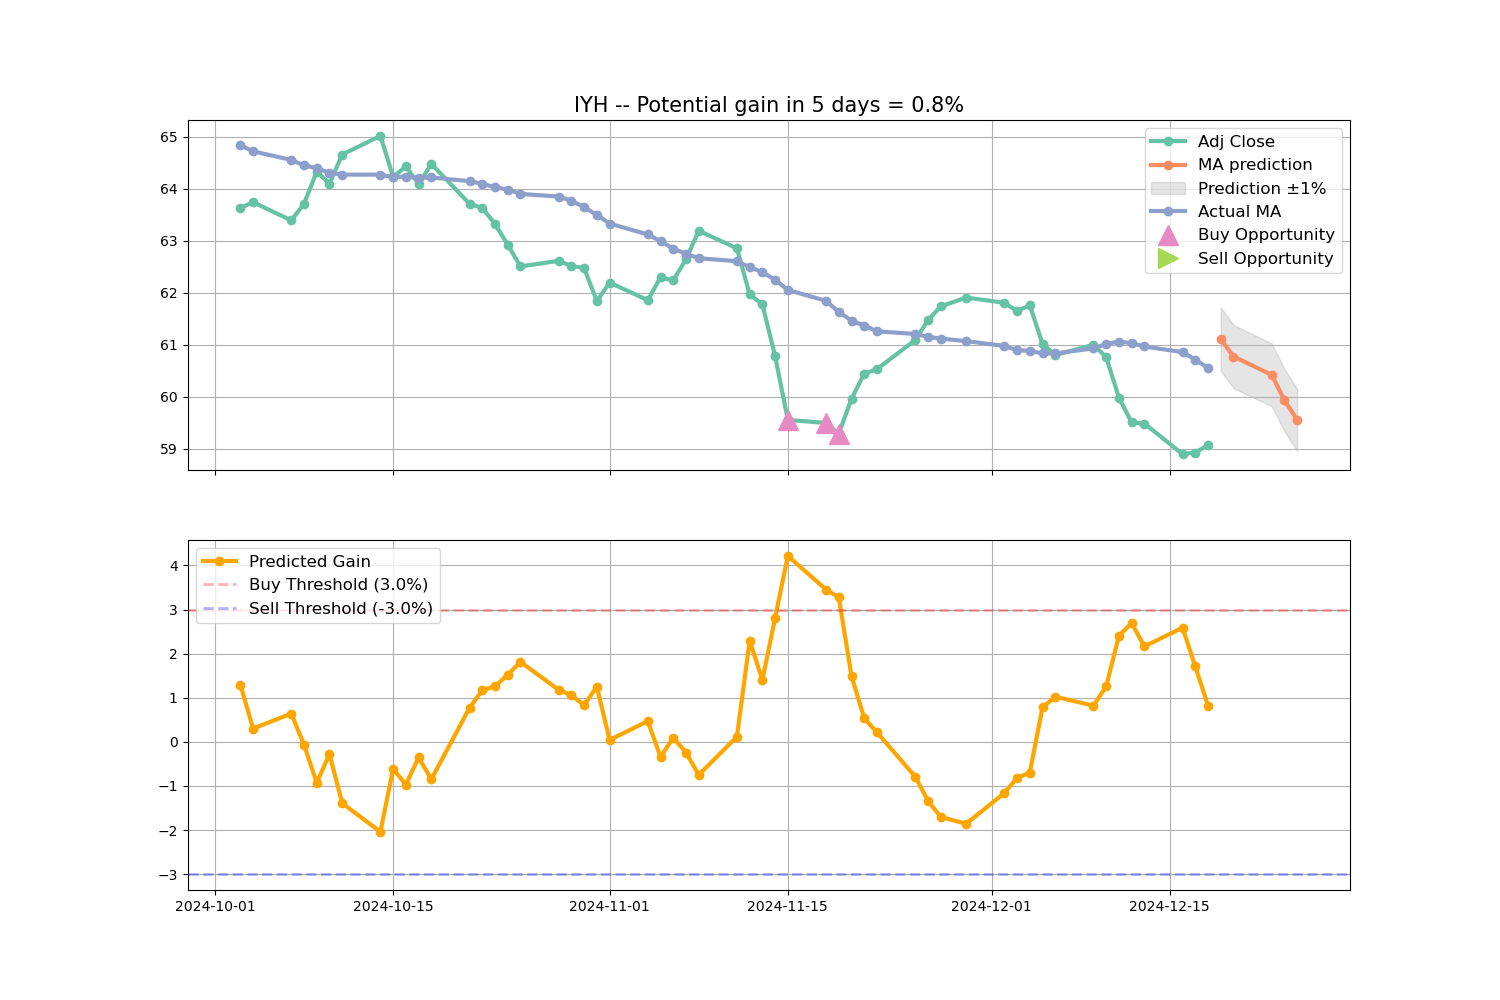 IYH -- Potential gain in 5 days = 0.8%
65
64
63
62
61
60
59
Adj Close
MA prediction
Prediction ±1%
Actual MA
Buy Opportunity
Sell Opportunity
4
3
2
1
0
−1
−2
−3
Predicted Gain
Buy Threshold (3.0%)
Sell Threshold (-3.0%)
2024-10-01
2024-10-15
2024-11-01
2024-11-15
2024-12-01
2024-12-15